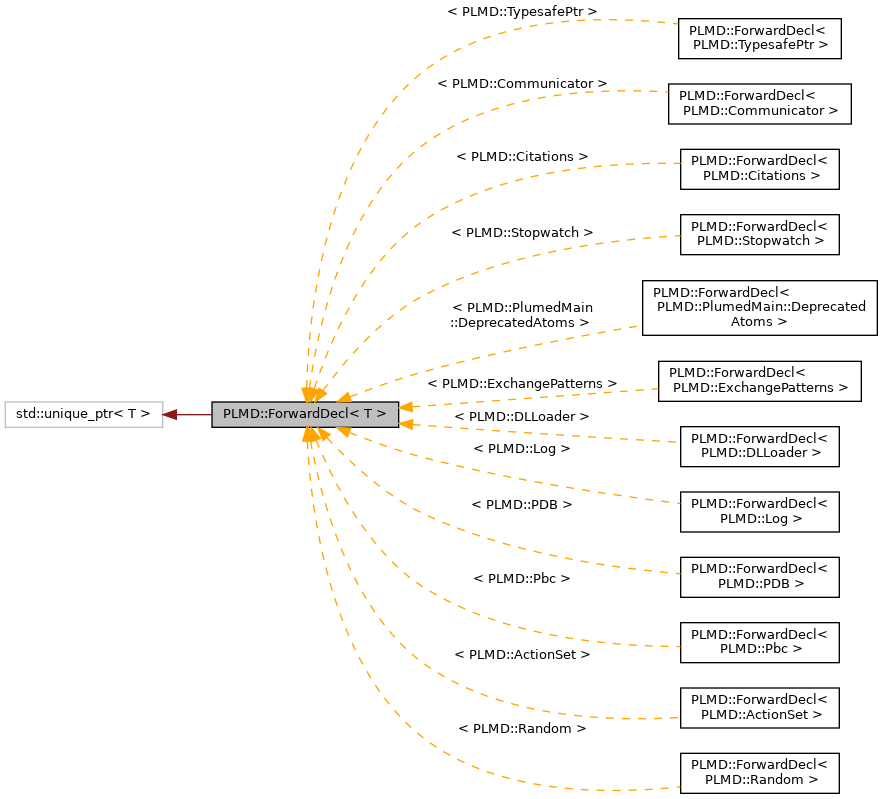 < PLMD::TypesafePtr >
PLMD::ForwardDecl<
PLMD::TypesafePtr >
< PLMD::Communicator >
PLMD::ForwardDecl<
PLMD::Communicator >
< PLMD::Citations >
PLMD::ForwardDecl<
PLMD::Citations >
< PLMD::Stopwatch >
PLMD::ForwardDecl<
PLMD::Stopwatch >
< PLMD::PlumedMain
::DeprecatedAtoms >
PLMD::ForwardDecl<
PLMD::PlumedMain::Deprecated
Atoms >
< PLMD::ExchangePatterns >
PLMD::ForwardDecl<
PLMD::ExchangePatterns >
std::unique_ptr< T >
PLMD::ForwardDecl< T >
< PLMD::DLLoader >
PLMD::ForwardDecl<
PLMD::DLLoader >
< PLMD::Log >
PLMD::ForwardDecl<
PLMD::Log >
< PLMD::PDB >
PLMD::ForwardDecl<
PLMD::PDB >
< PLMD::Pbc >
PLMD::ForwardDecl<
PLMD::Pbc >
< PLMD::ActionSet >
PLMD::ForwardDecl<
PLMD::ActionSet >
< PLMD::Random >
PLMD::ForwardDecl<
PLMD::Random >